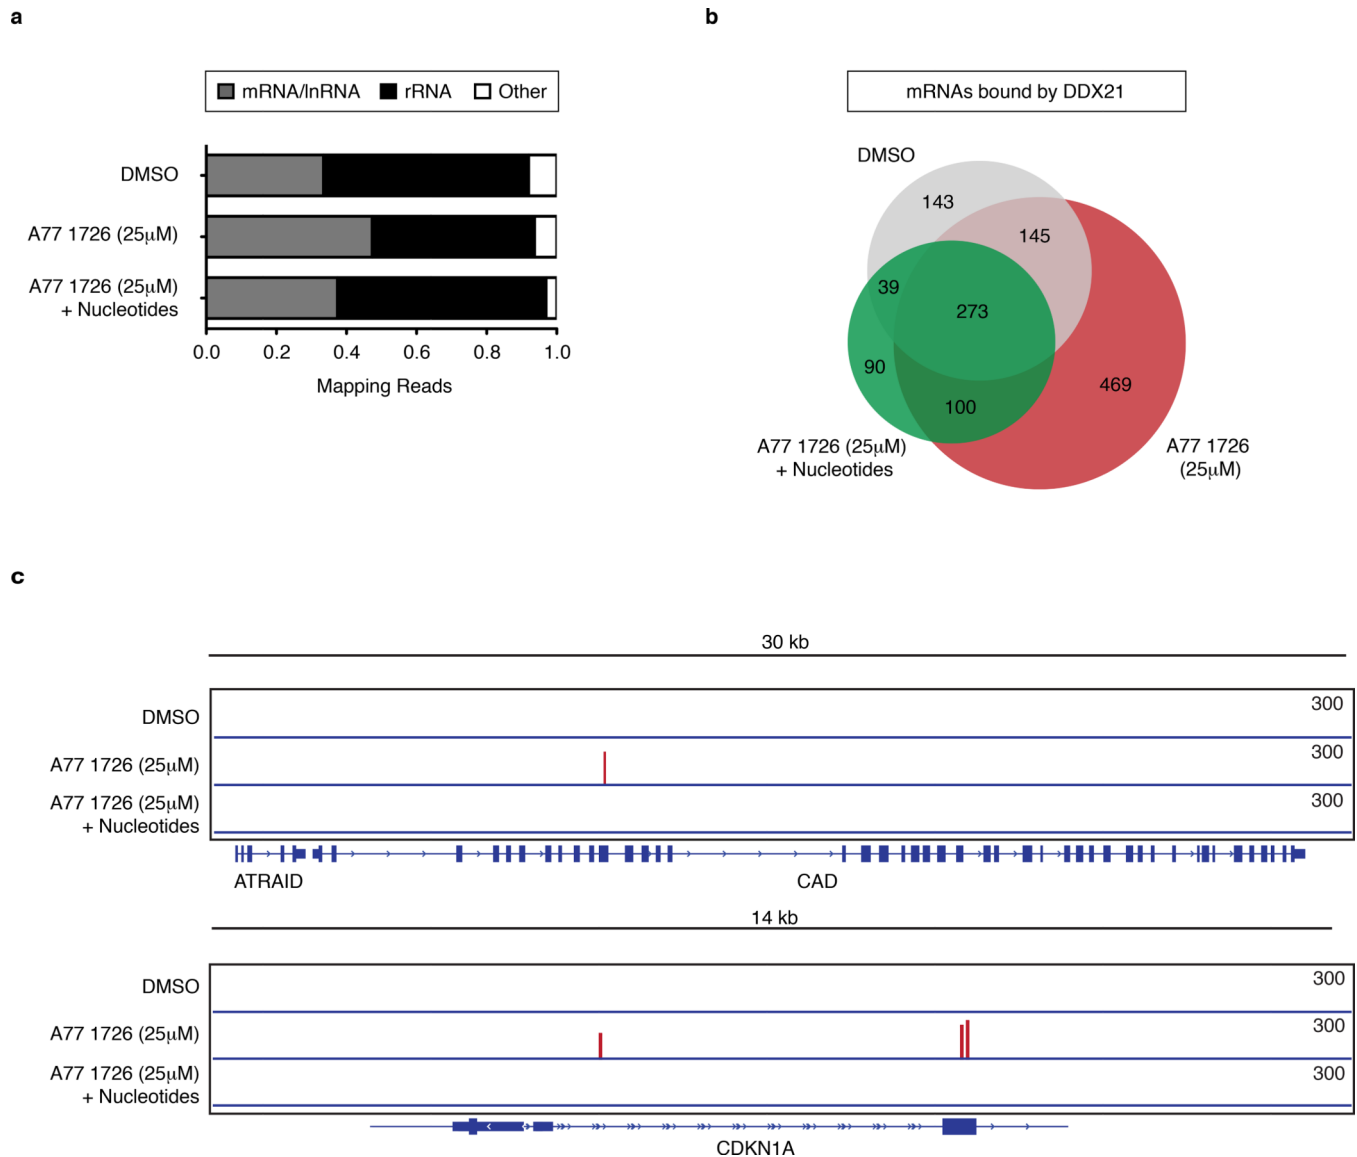 a
mRNA/lnRNA rRNA Other
DMSO
A77 1726 (25μM)
A77 1726 (25μM)
+ Nucleotides
0.0 0.2 0.4 0.6 0.8 1.0
Mapping Reads
b
mRNAs bound by DDX21
DMSO
143
145
39
273
90
469
100
A77 1726 (25μM)
+ Nucleotides
A77 1726
(25μM)
c
30 kb
DMSO
300
A77 1726 (25μM)
300
A77 1726 (25μM)
+ Nucleotides
300
ATRAID
CAD
14 kb
DMSO
300
A77 1726 (25μM)
300
A77 1726 (25μM)
+ Nucleotides
300
CDKN1A